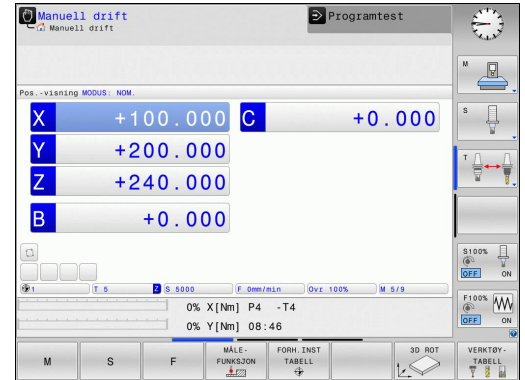 Manuell drift
Manuell drift
Programtest
Pos.-visning MODUS: NOM.
X +100.000
C +0.000
Y +200.000
Z +240.000
B +0.000
M
S
T
S100%
OFF ON
F100%
OFF ON
1 T 5 Z S 5000 F 0mm/min Ovr 100% M 5/9
0% X[Nm] P4 -T4
0% Y[Nm] 08:46
M
S
F
MÅLE-
FUNKSJON
FORH.INST
TABELL
3D ROT
VERKTØY-
TABELL